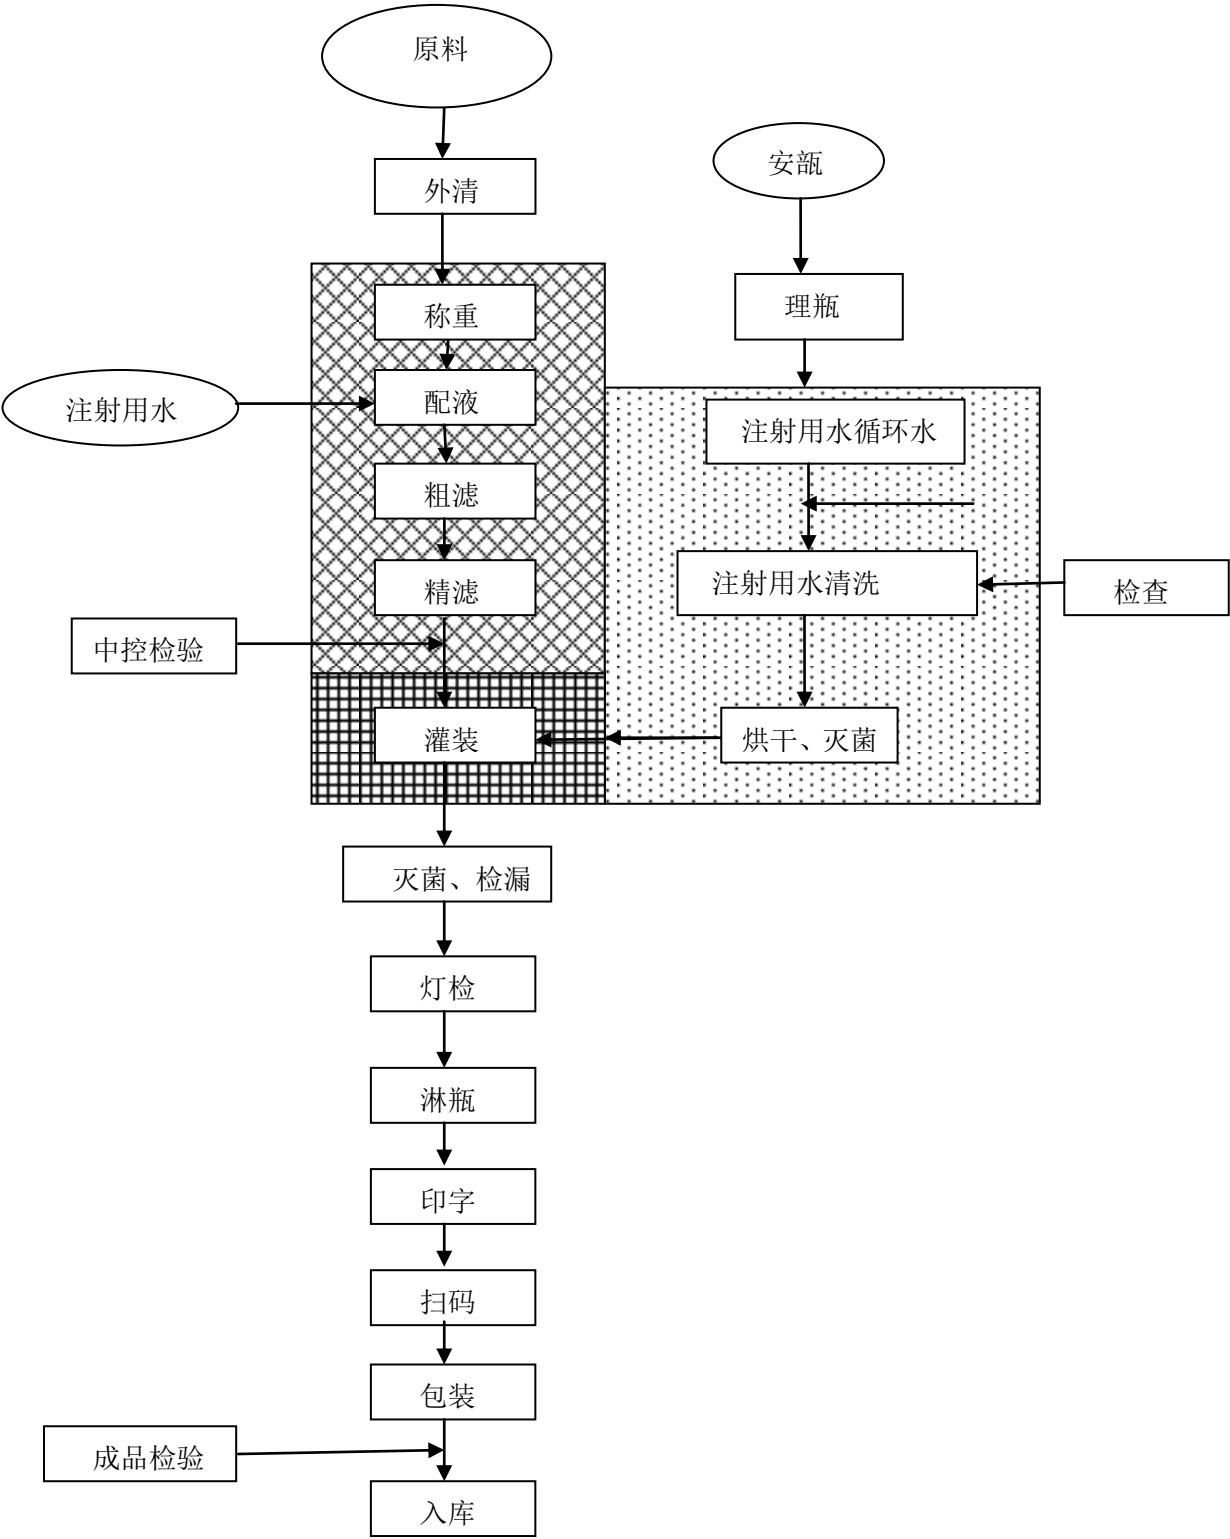 原料
安瓿
外清
理瓶
称重
注射用水
配液
注射用水循环水
粗滤
精滤
注射用水清洗
检查
中控检验
灌装
烘干、灭菌
灭菌、检漏
灯检
淋瓶
印字
扫码
包装
成品检验
入库